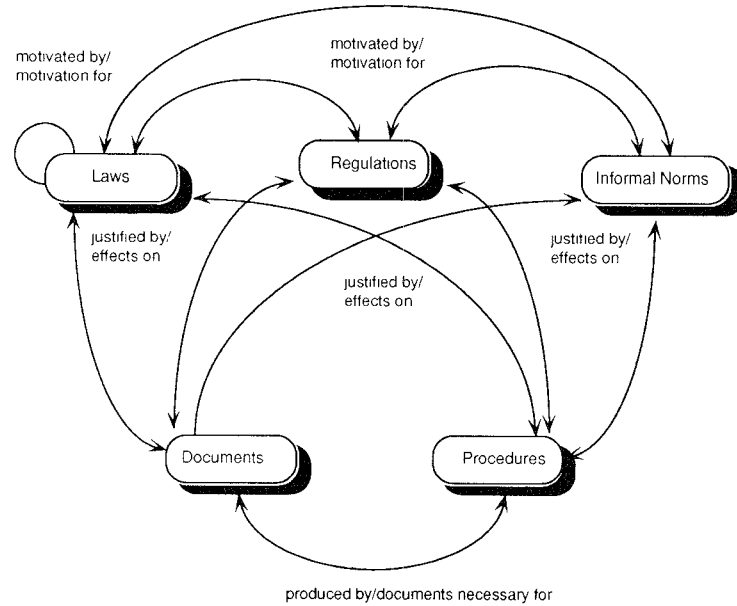 motivated by/
motivation for
motivated by/
motivation for
Laws
Regulations
Informal Norms
justified by/
effects on
justified by/
effects on
justified by/
effects on
Documents
Procedures
produced by/documents necessary for